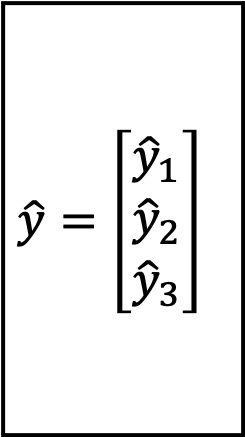 ŷ = [ŷ₁
ŷ₂
ŷ₃]